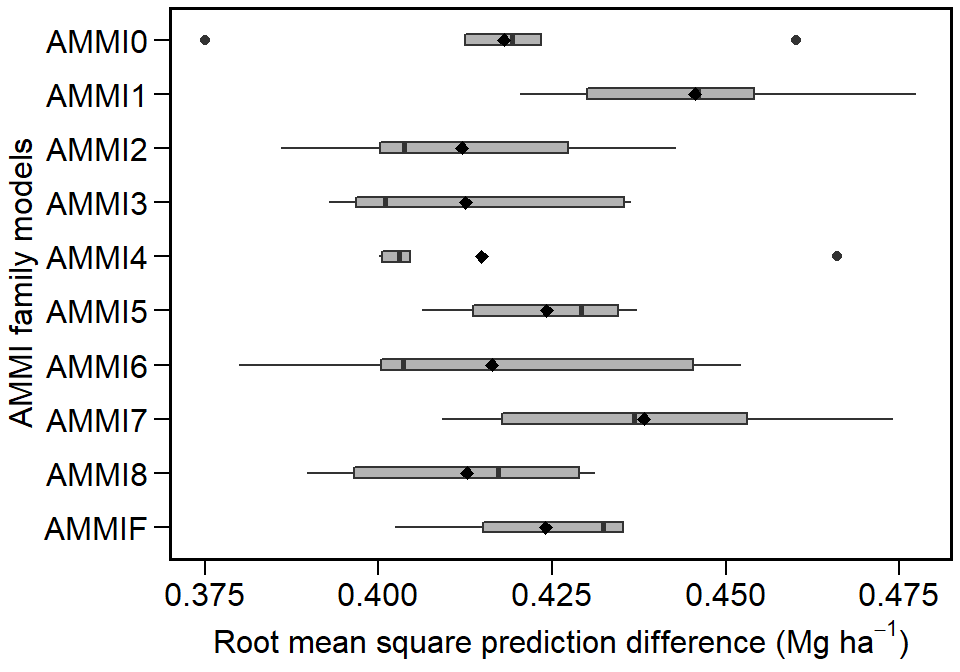 AMMI family models
AMMI0
AMMI1
AMMI2
AMMI3
AMMI4
AMMI5
AMMI6
AMMI7
AMMI8
AMMIF
0.375 0.400 0.425 0.450 0.475
Root mean square prediction difference (Mg ha⁻¹)